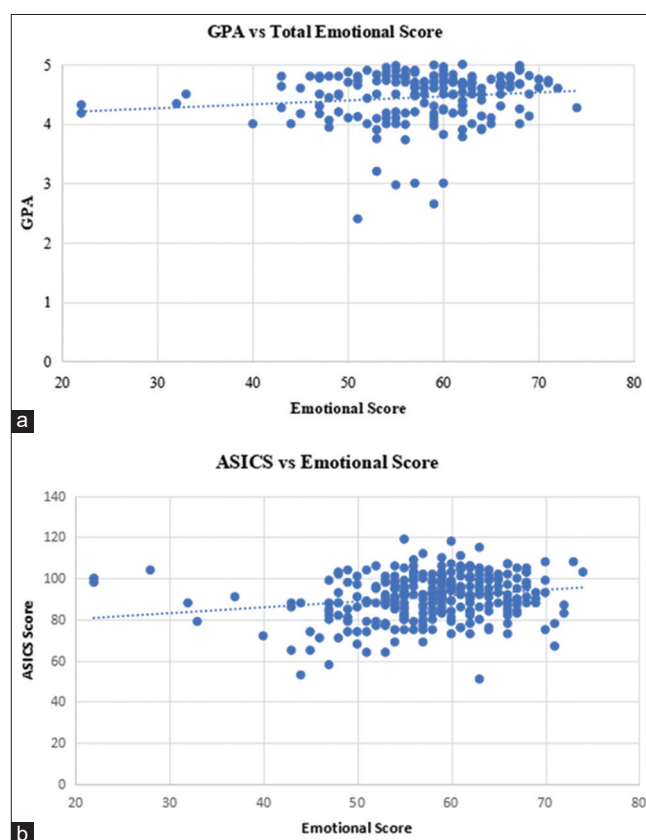 GPA vs Total Emotional Score
5
4
3
2
1
0
GPA
20 30 40 50 60 70 80
Emotional Score
a
ASICS vs Emotional Score
140
120
100
80
60
40
20
0
ASICS Score
20 30 40 50 60 70 80
Emotional Score
b